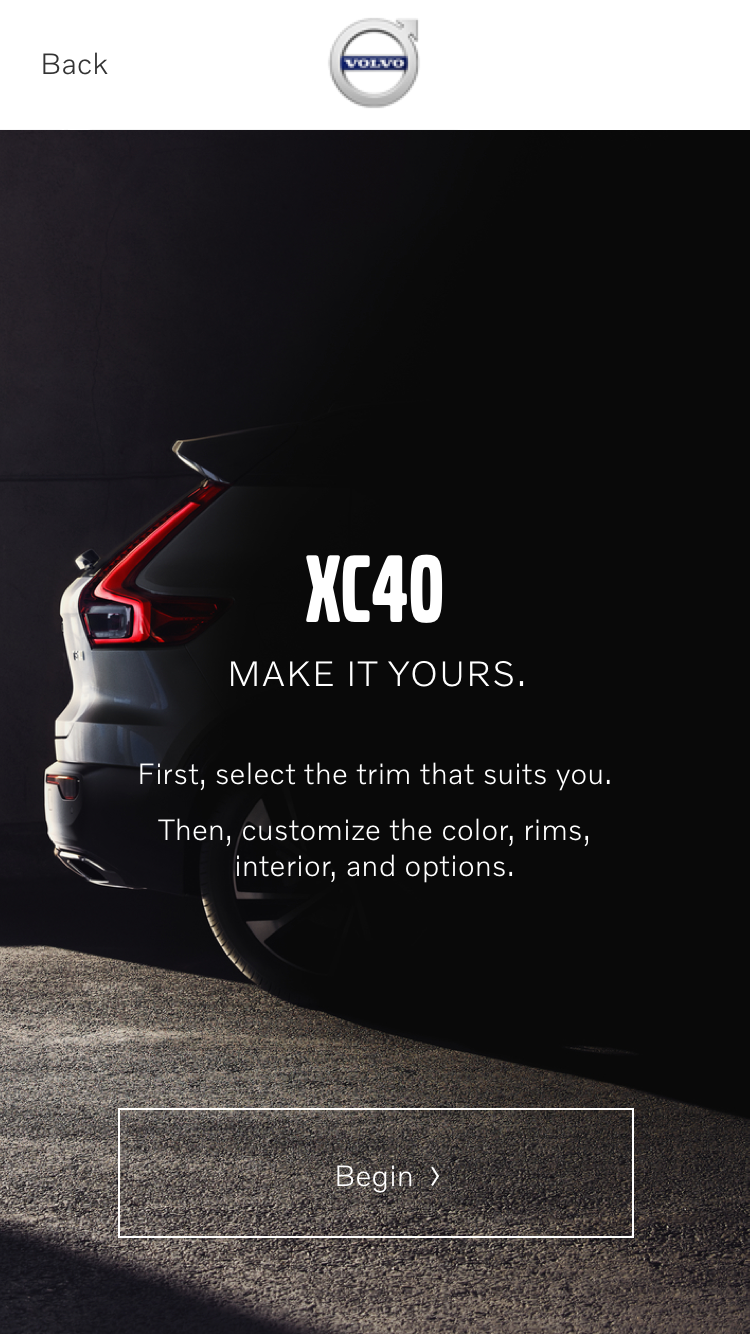 Back
VOLVO
XC40
MAKE IT YOURS.
First, select the trim that suits you.
Then, customize the color, rims,
interior, and options.
Begin